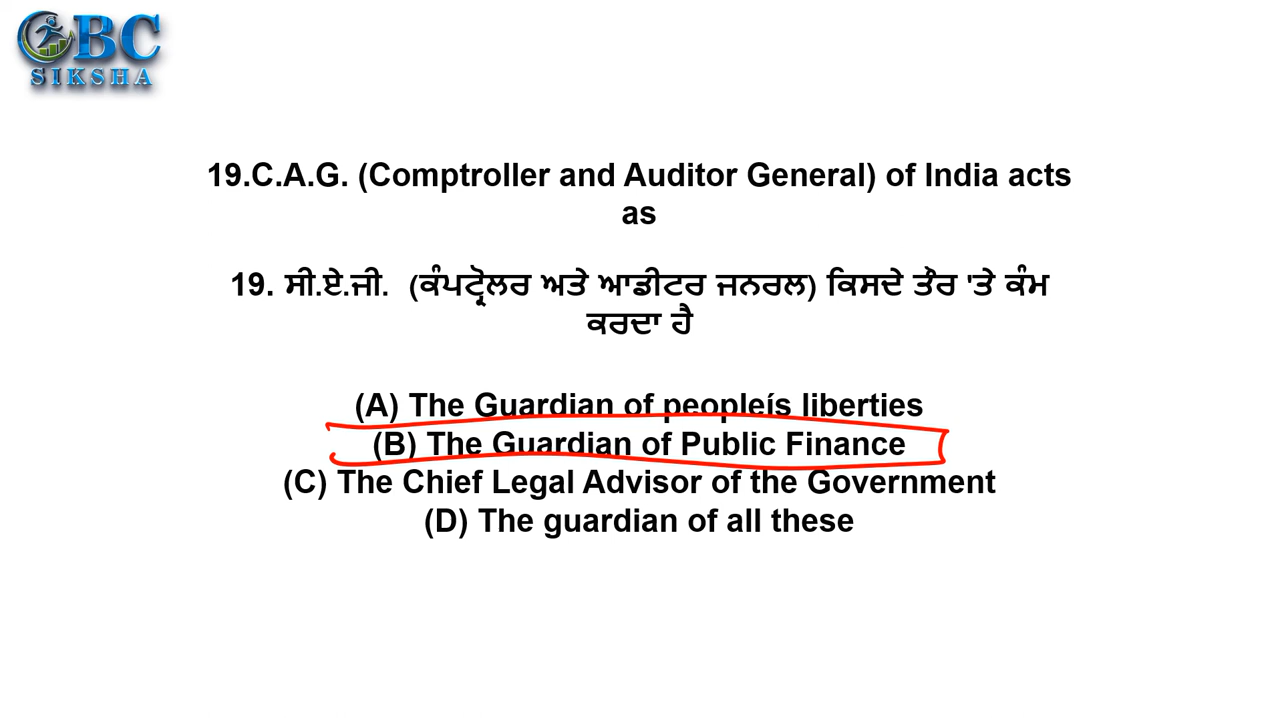 OBC
SIKSHA
19.C.A.G. (Comptroller and Auditor General) of India acts
as
19. ਸੀ.ਏ.ਜੀ. (ਕੰਪਟ੍ਰੋਲਰ ਅਤੇ ਆਡੀਟਰ ਜਨਰਲ) ਕਿਸਦੇ ਤੌਰ 'ਤੇ ਕੰਮ
ਕਰਦਾ ਹੈ
(A) The Guardian of peopleís liberties
(B) The Guardian of Public Finance
(C) The Chief Legal Advisor of the Government
(D) The guardian of all these